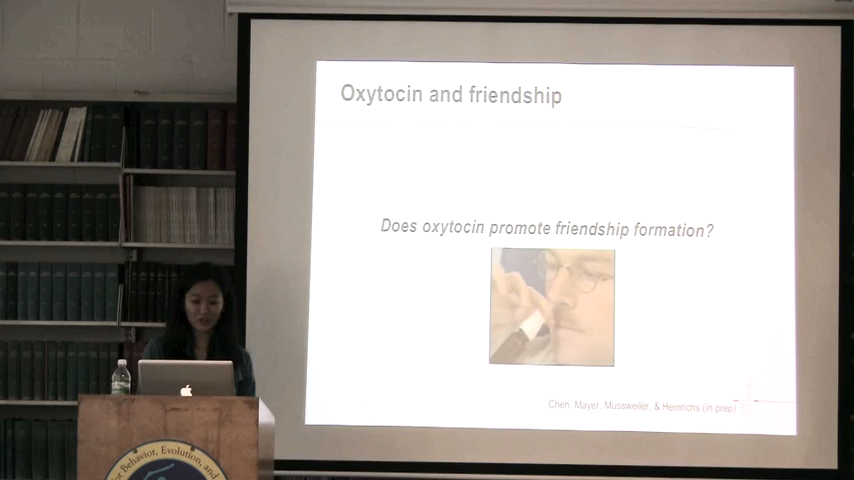 Oxytocin and friendship
Does oxytocin promote friendship formation?
Chen, Mayer, Mussweiler, & Heinrichs (in prep)
Behavior, Evolution, and